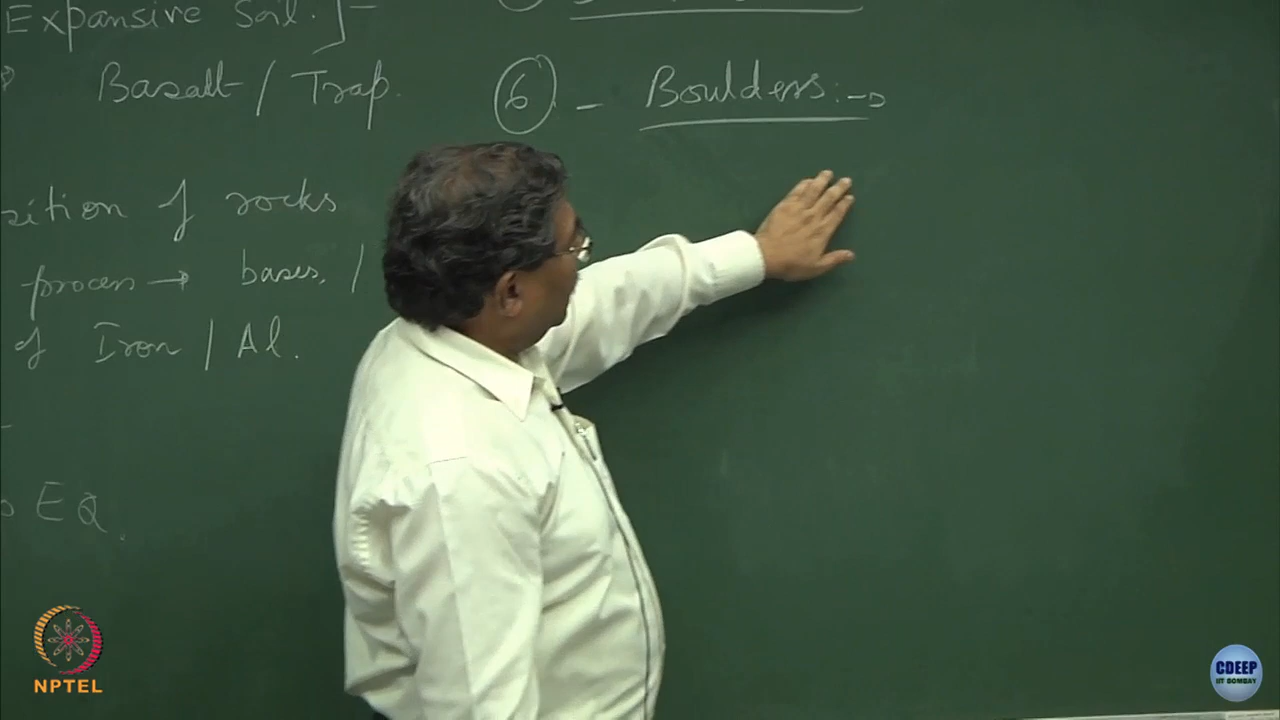 Expansive Soil.
Basalt / Trap.
sition of rocks
process → bases, /
of Iron / Al.
EQ.
6 - Boulders:→
NPTEL
CDEEP
IIT BOMBAY